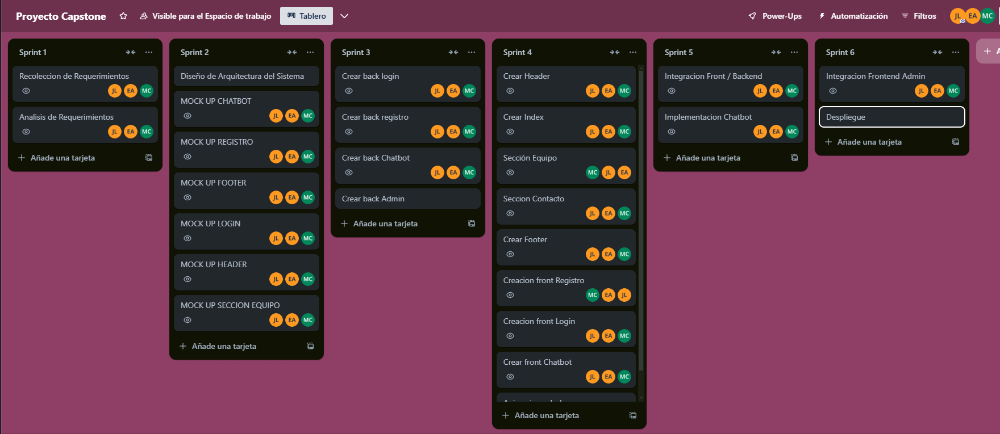 Proyecto Capstone
Visible para el Espacio de trabajo
Tablero
Power-Ups
Automatización
Filtros
JL EA MC
Sprint 1
Recoleccion de Requerimientos
JL EA MC
Analisis de Requerimientos
JL EA MC
Añade una tarjeta
Sprint 2
Diseño de Arquitectura del Sistema
MOCK UP CHATBOT
JL EA MC
MOCK UP REGISTRO
JL EA MC
MOCK UP FOOTER
JL EA MC
MOCK UP LOGIN
JL EA MC
MOCK UP HEADER
JL EA MC
MOCK UP SECCION EQUIPO
JL EA MC
Añade una tarjeta
Sprint 3
Crear back login
JL EA MC
Crear back registro
JL EA MC
Crear back Chatbot
JL EA MC
Crear back Admin
Añade una tarjeta
Sprint 4
Crear Header
JL EA MC
Crear Index
JL EA MC
Sección Equipo
MC JL EA
Seccion Contacto
JL EA MC
Crear Footer
JL EA MC
Creacion front Registro
MC EA JL
Creacion front Login
JL EA MC
Crear front Chatbot
JL EA MC
Añade una tarjeta
Sprint 5
Integracion Front / Backend
JL EA MC
Implementacion Chatbot
JL EA MC
Añade una tarjeta
Sprint 6
Integracion Frontend Admin
JL EA MC
Despliegue
Añade una tarjeta